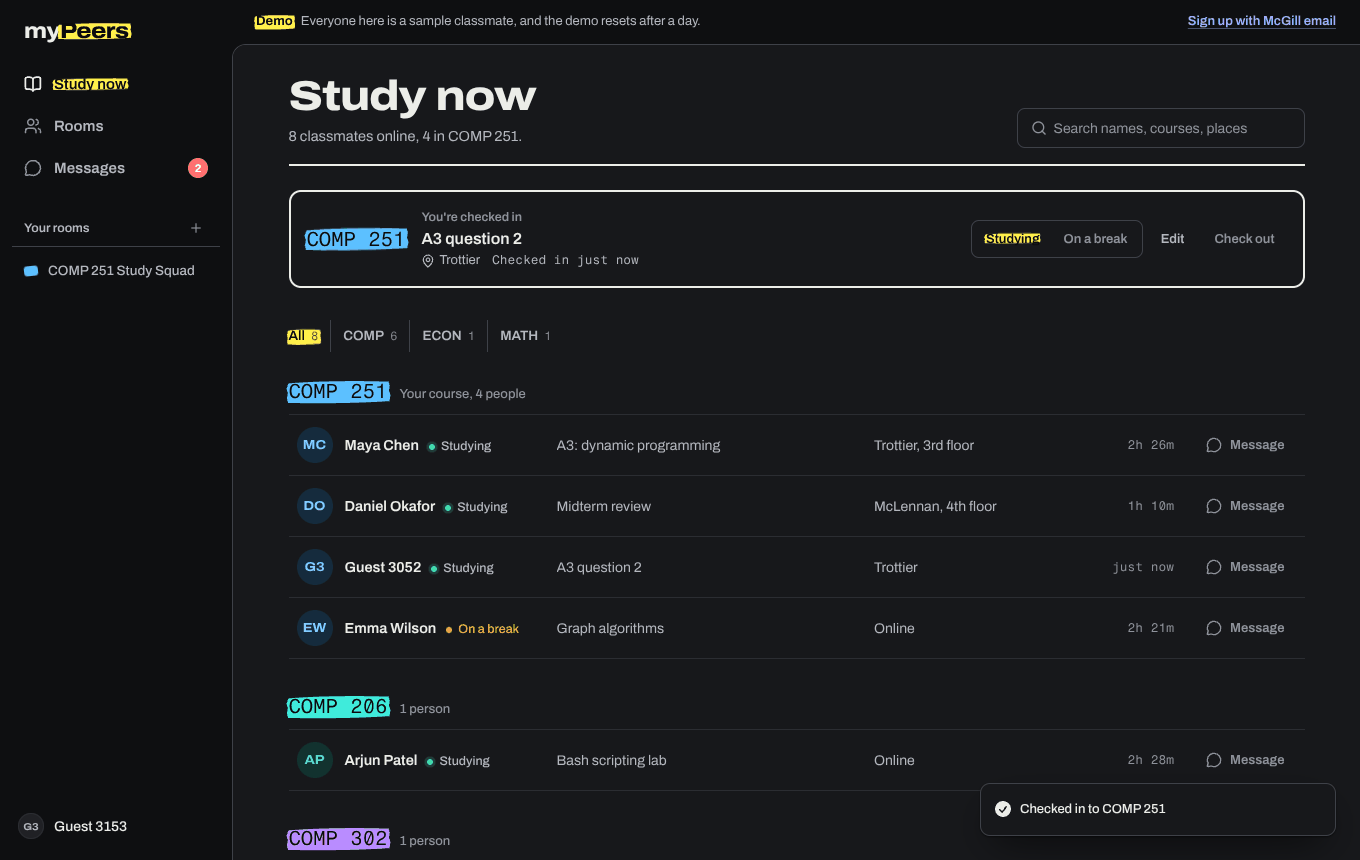 myPeers
Demo Everyone here is a sample classmate, and the demo resets after a day.
Sign up with McGill email
Study now
Rooms
Messages 2
Your rooms
COMP 251 Study Squad
G3 Guest 3153
Study now
8 classmates online, 4 in COMP 251.
Search names, courses, places
COMP 251
You're checked in
A3 question 2
Trottier Checked in just now
Studying On a break Edit Check out
All 8 COMP 6 ECON 1 MATH 1
COMP 251 Your course, 4 people
MC Maya Chen Studying A3: dynamic programming Trottier, 3rd floor 2h 26m Message
DO Daniel Okafor Studying Midterm review McLennan, 4th floor 1h 10m Message
G3 Guest 3052 Studying A3 question 2 Trottier just now Message
EW Emma Wilson On a break Graph algorithms Online 2h 21m Message
COMP 206 1 person
AP Arjun Patel Studying Bash scripting lab Online 2h 28m Message
Checked in to COMP 251
COMP 302 1 person